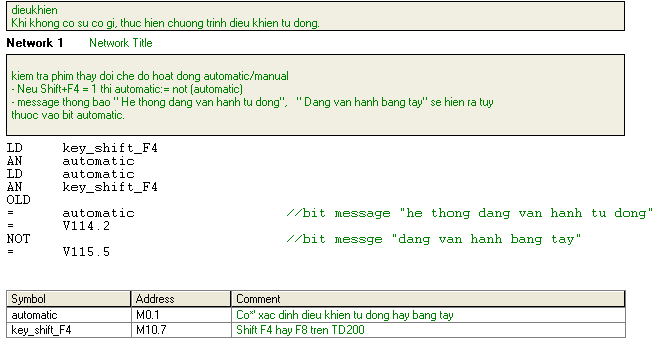 dieukhien
Khi khong co su co gi, thuc hien chuong trinh dieu khien tu dong.
Network 1 Network Title
kiem tra phim thay doi che do hoat dong automatic/manual
- Neu Shift+F4 = 1 thi automatic:= not (automatic)
- message thong bao " He thong dang van hanh tu dong", " Dang van hanh bang tay" se hien ra tuy
thuoc vao bit automatic.
LD key_shift_F4
AN automatic
LD automatic
AN key_shift_F4
OLD
= automatic //bit message "he thong dang van hanh tu dong"
= V114.2
NOT //bit messge "dang van hanh bang tay"
= V115.5
Symbol Address Comment
automatic M0.1 Co*' xac dinh dieu khien tu dong hay bang tay
key_shift_F4 M10.7 Shift F4 hay F8 tren TD200